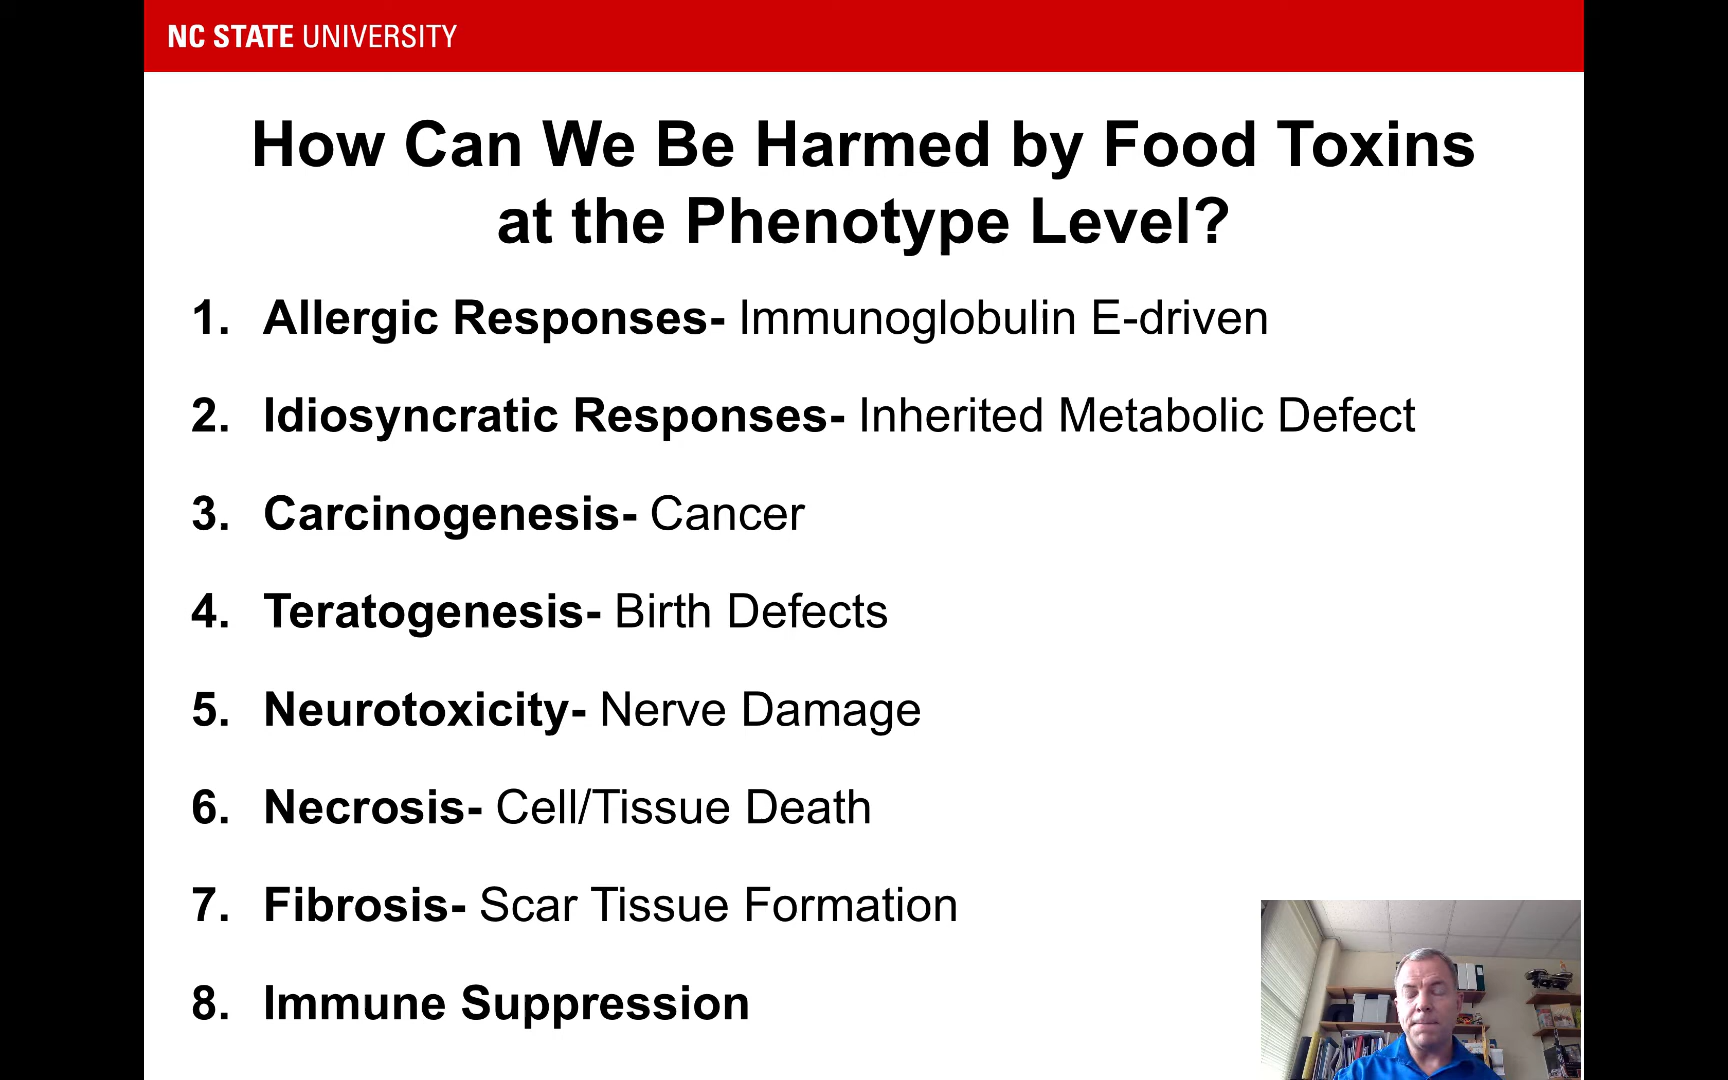 NC STATE UNIVERSITY
How Can We Be Harmed by Food Toxins
at the Phenotype Level?
1. Allergic Responses- Immunoglobulin E-driven
2. Idiosyncratic Responses- Inherited Metabolic Defect
3. Carcinogenesis- Cancer
4. Teratogenesis- Birth Defects
5. Neurotoxicity- Nerve Damage
6. Necrosis- Cell/Tissue Death
7. Fibrosis- Scar Tissue Formation
8. Immune Suppression